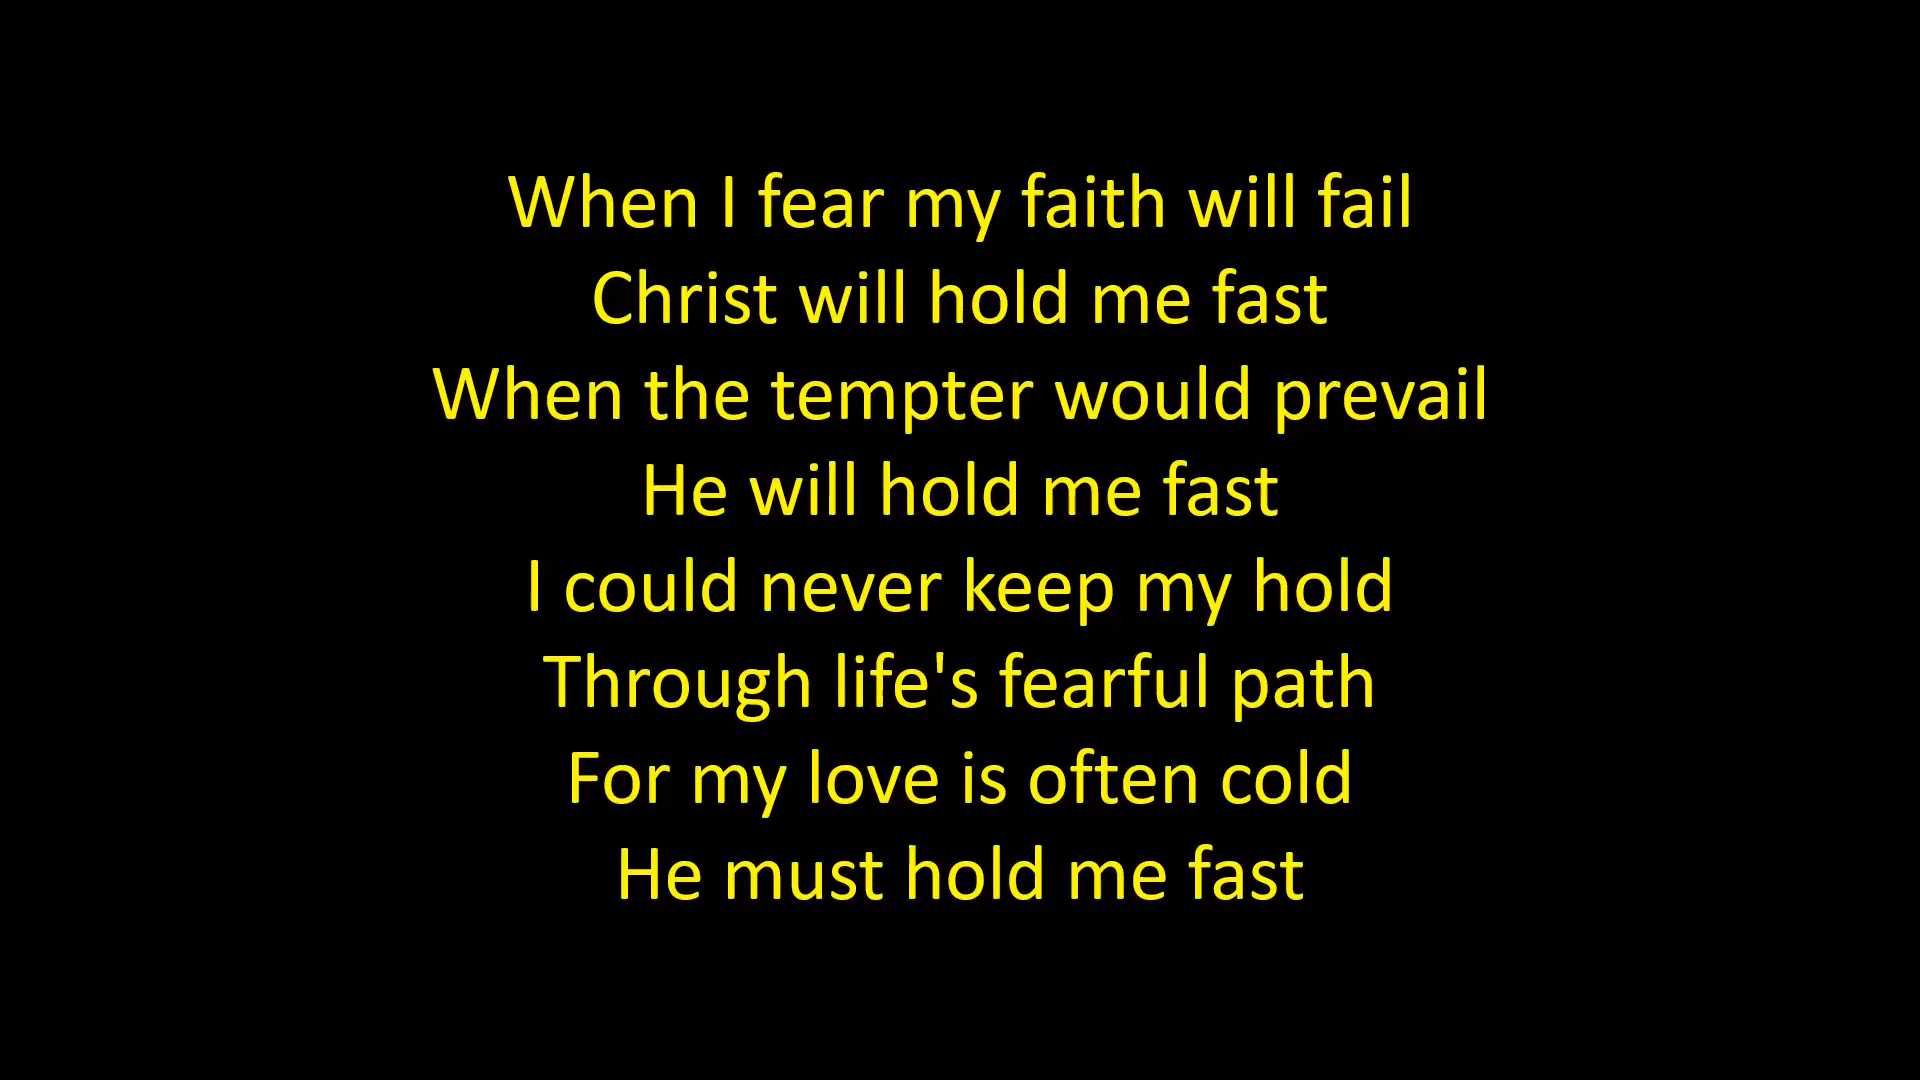 When I fear my faith will fail
Christ will hold me fast
When the tempter would prevail
He will hold me fast
I could never keep my hold
Through life's fearful path
For my love is often cold
He must hold me fast